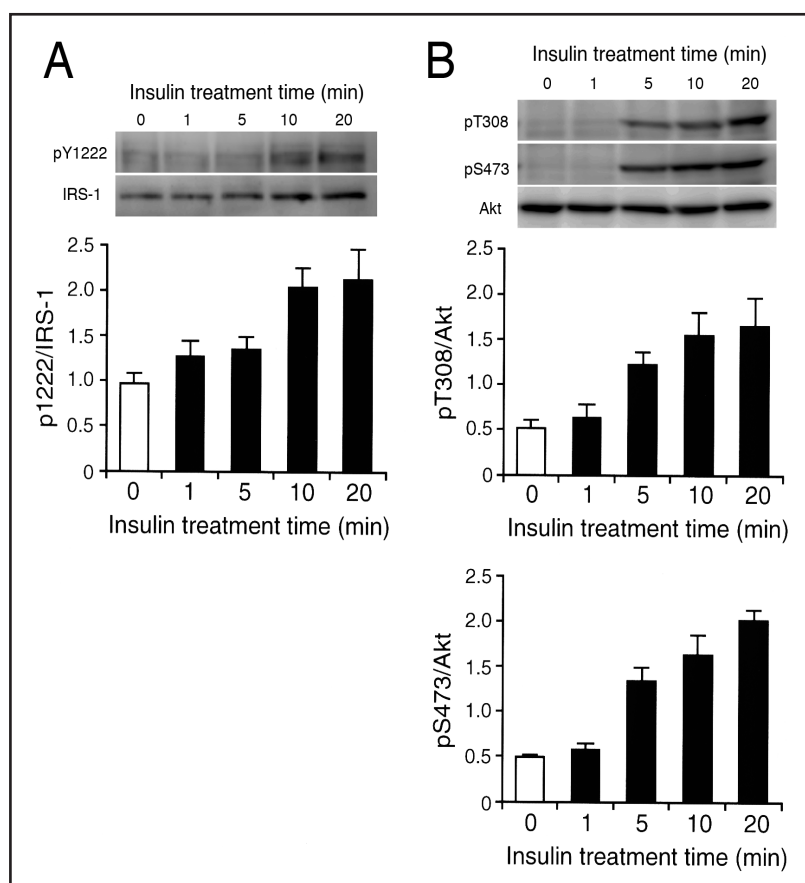 A
Insulin treatment time (min)
0 1 5 10 20
pY1222
IRS-1
2.5
2.0
1.5
1.0
0.5
0
p1222/IRS-1
0 1 5 10 20
Insulin treatment time (min)
B
Insulin treatment time (min)
0 1 5 10 20
pT308
pS473
Akt
2.5
2.0
1.5
1.0
0.5
0
pT308/Akt
0 1 5 10 20
Insulin treatment time (min)
2.5
2.0
1.5
1.0
0.5
0
pS473/Akt
0 1 5 10 20
Insulin treatment time (min)